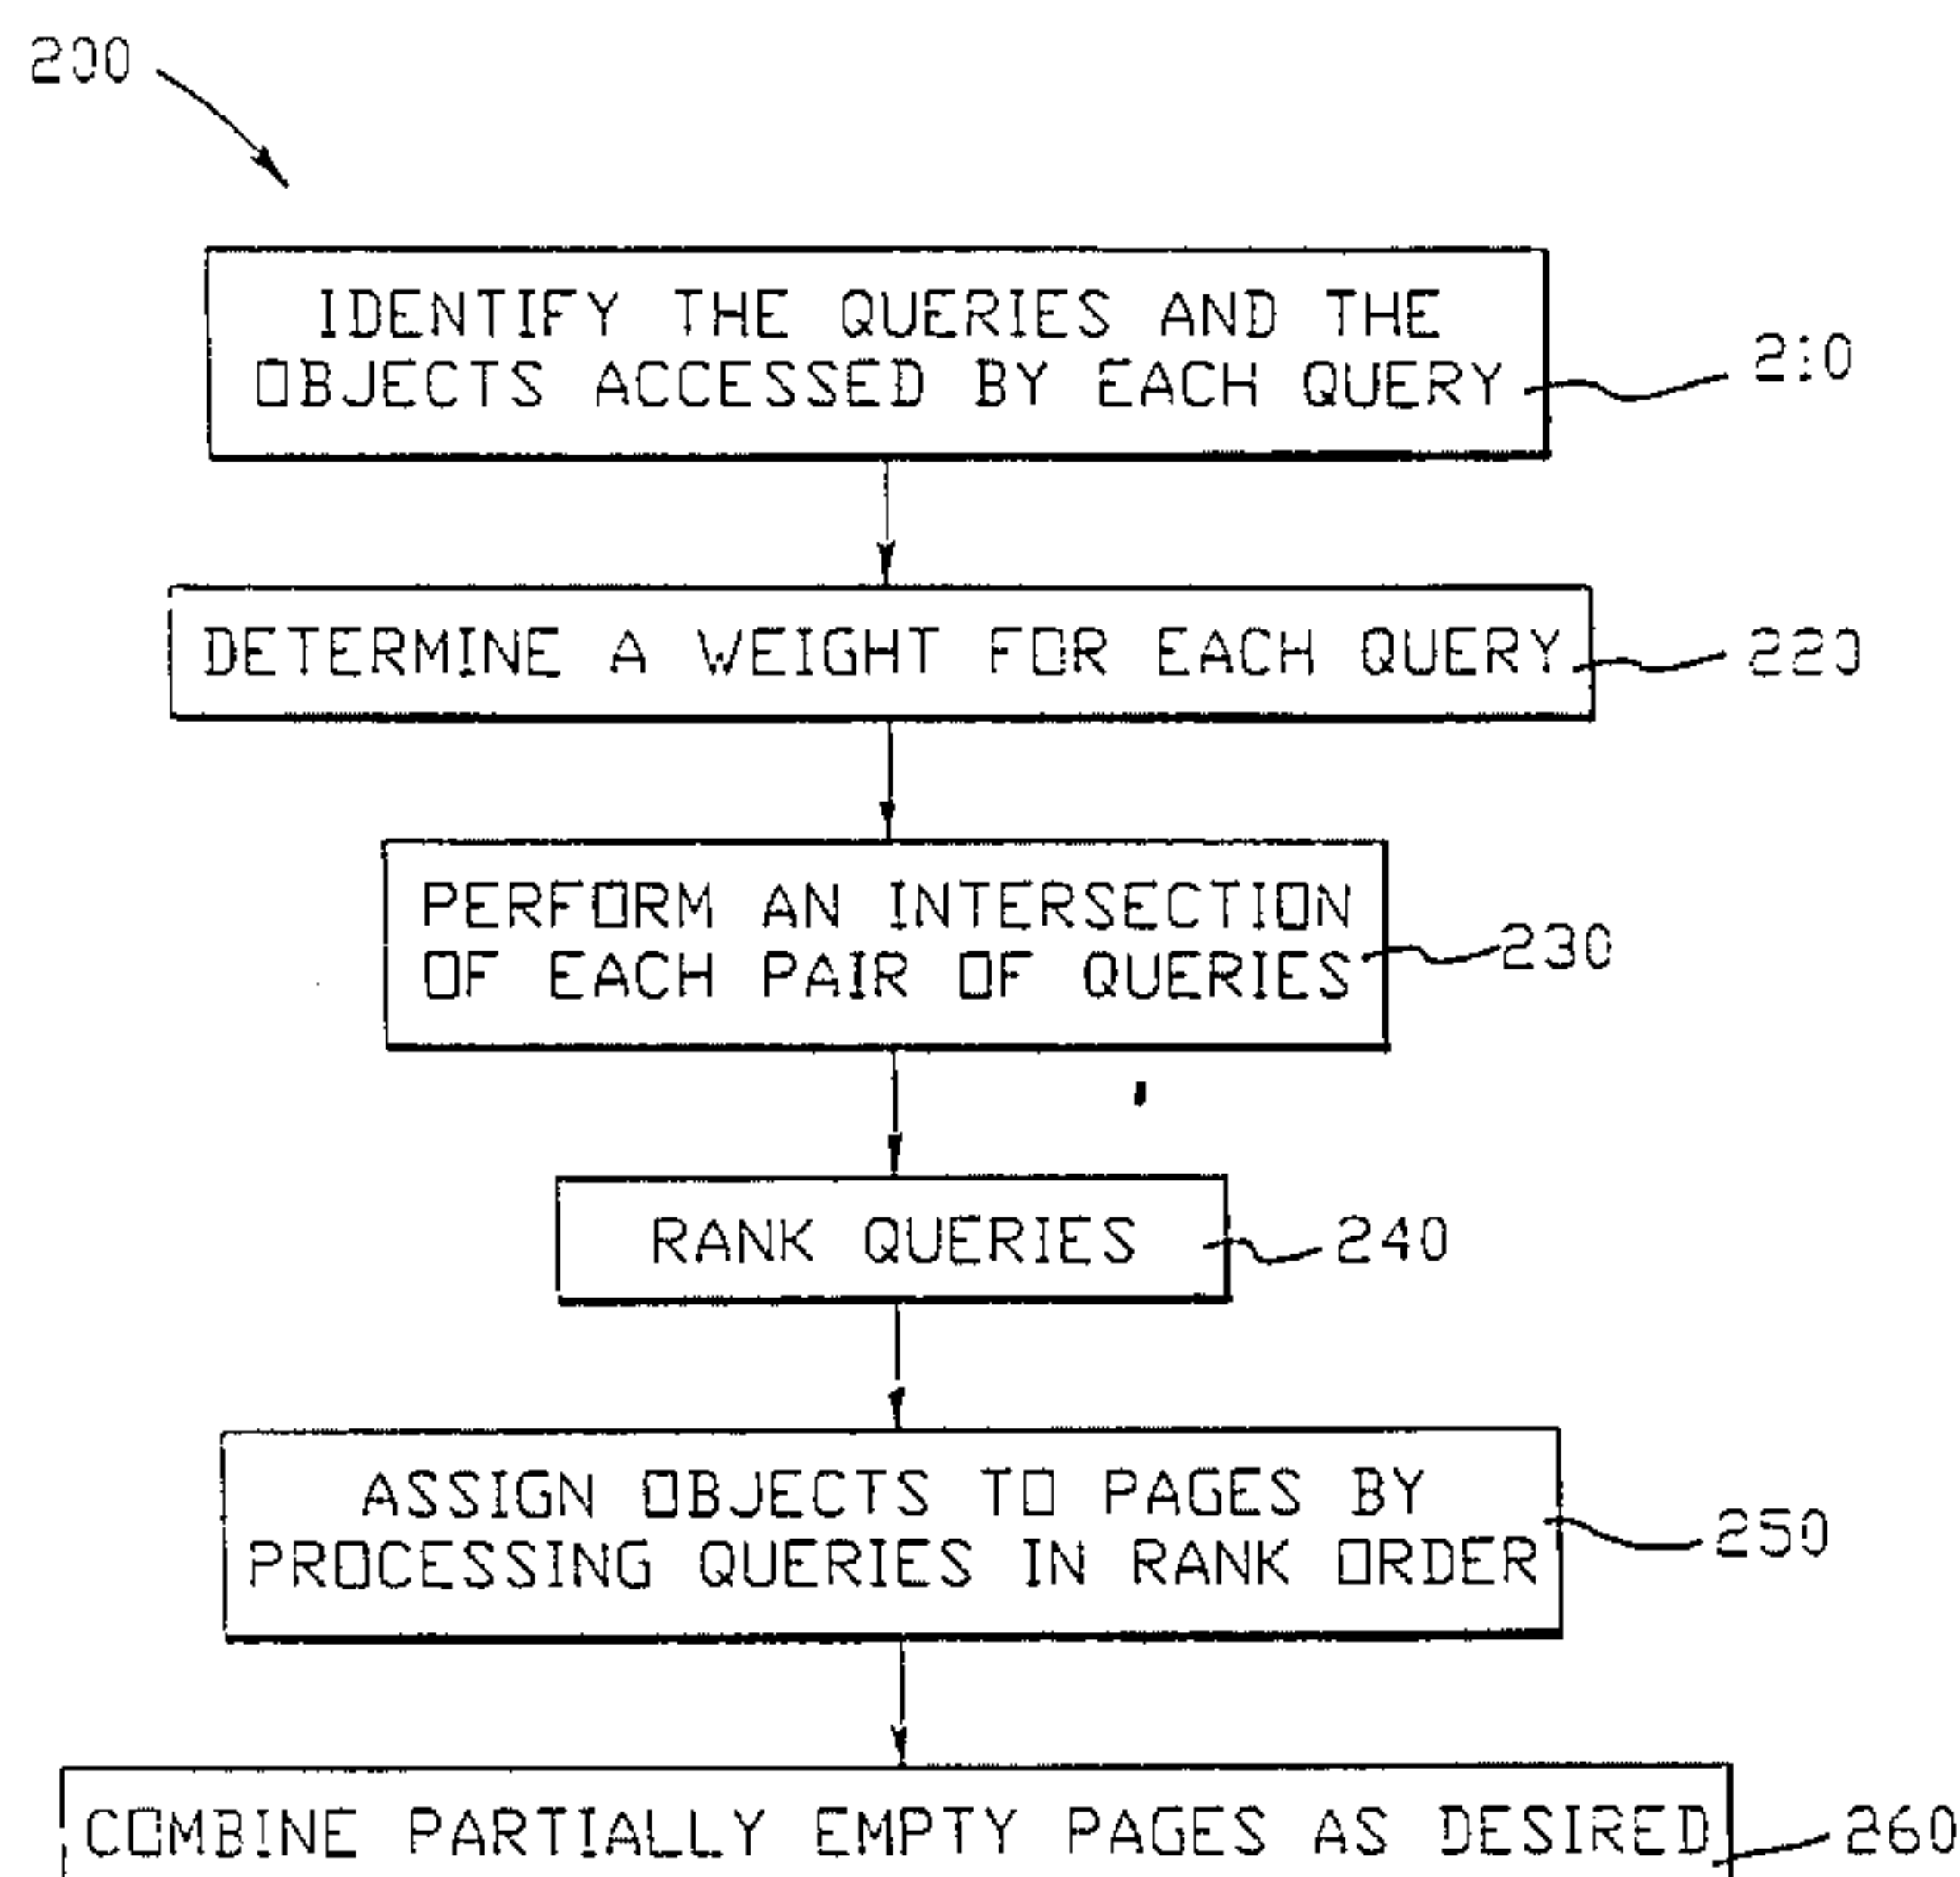 200
IDENTIFY THE QUERIES AND THE
OBJECTS ACCESSED BY EACH QUERY
210
DETERMINE A WEIGHT FOR EACH QUERY
220
PERFORM AN INTERSECTION
OF EACH PAIR OF QUERIES
230
RANK QUERIES
240
ASSIGN OBJECTS TO PAGES BY
PROCESSING QUERIES IN RANK ORDER
250
COMBINE PARTIALLY EMPTY PAGES AS DESIRED
260